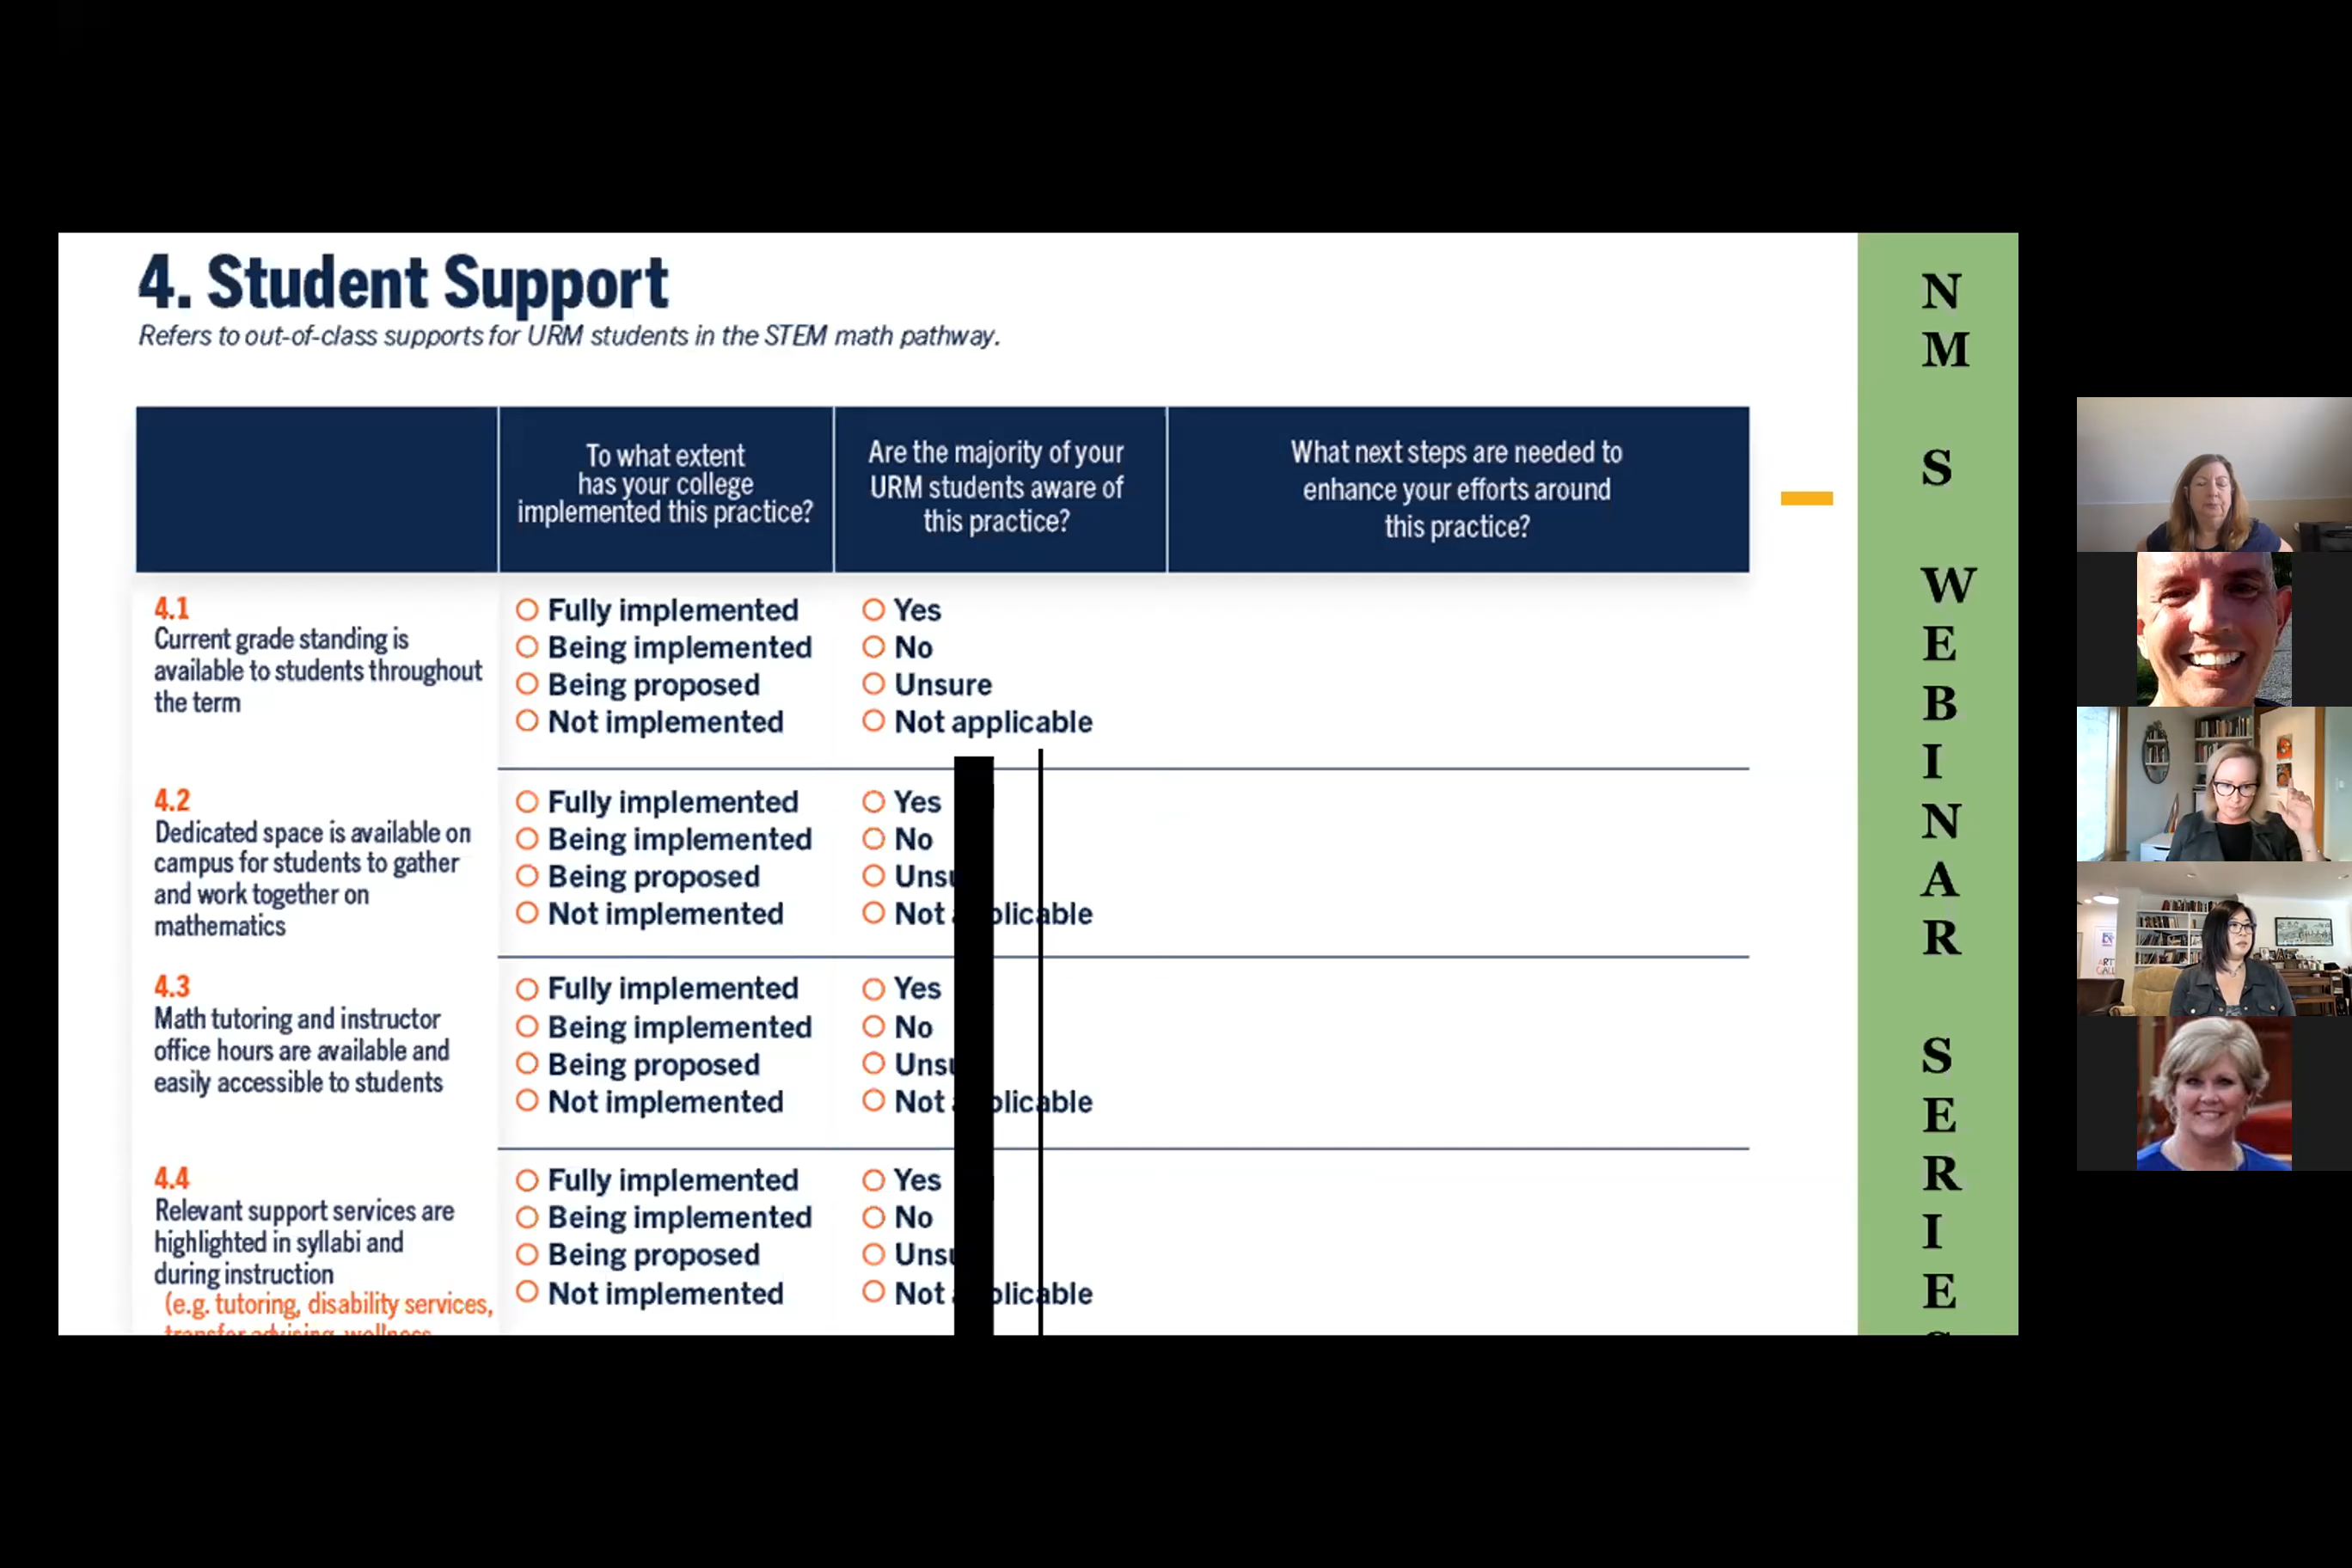 4. Student Support
Refers to out-of-class supports for URM students in the STEM math pathway.
To what extent
has your college
implemented this practice?
Are the majority of your
URM students aware of
this practice?
What next steps are needed to
enhance your efforts around
this practice?
4.1
Current grade standing is
available to students throughout
the term
Fully implemented
Being implemented
Being proposed
Not implemented
Yes
No
Unsure
Not applicable
4.2
Dedicated space is available on
campus for students to gather
and work together on
mathematics
Fully implemented
Being implemented
Being proposed
Not implemented
Yes
No
Not
4.3
Math tutoring and instructor
office hours are available and
easily accessible to students
Fully implemented
Being implemented
Being proposed
Not implemented
Yes
No
Not
4.4
Relevant support services are
highlighted in syllabi and
during instruction
(e.g. tutoring, disability services,
Fully implemented
Being implemented
Being proposed
Not implemented
Yes
No
Not
NM S WEBINAR SERIES